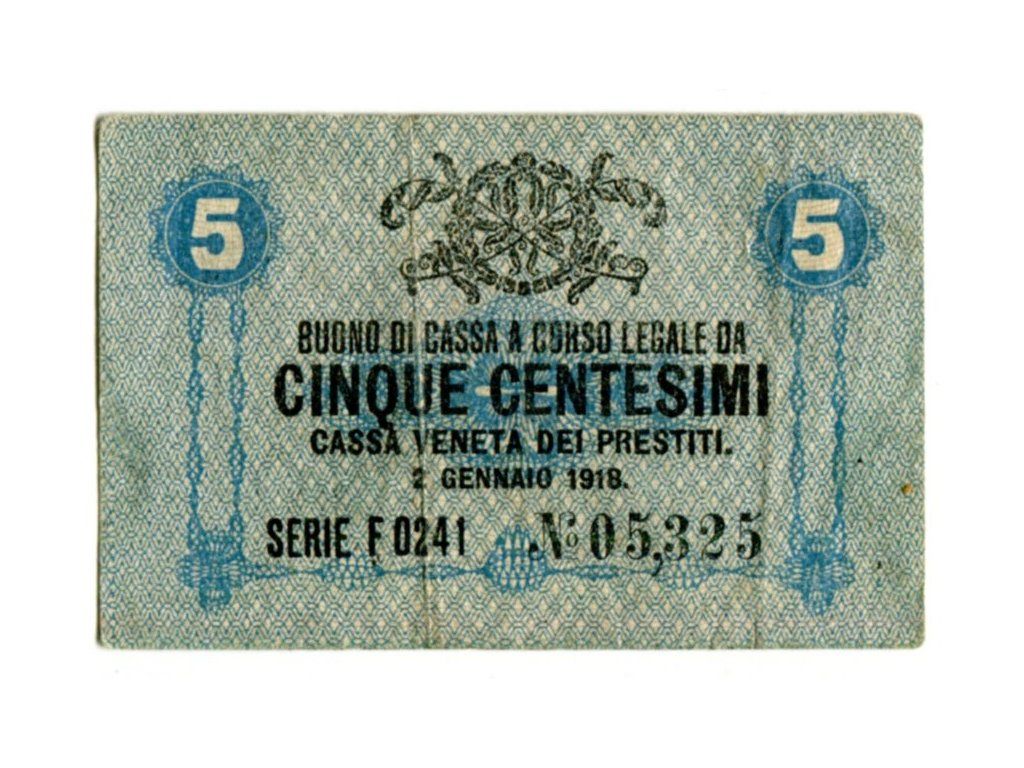 5 5
BUONO DI CASSA A CORSO LEGALE DA
CINQUE CENTESIMI
CASSA VENETA DEI PRESTITI.
2 GENNAIO 1918.
SERIE F 0241 No 05,325